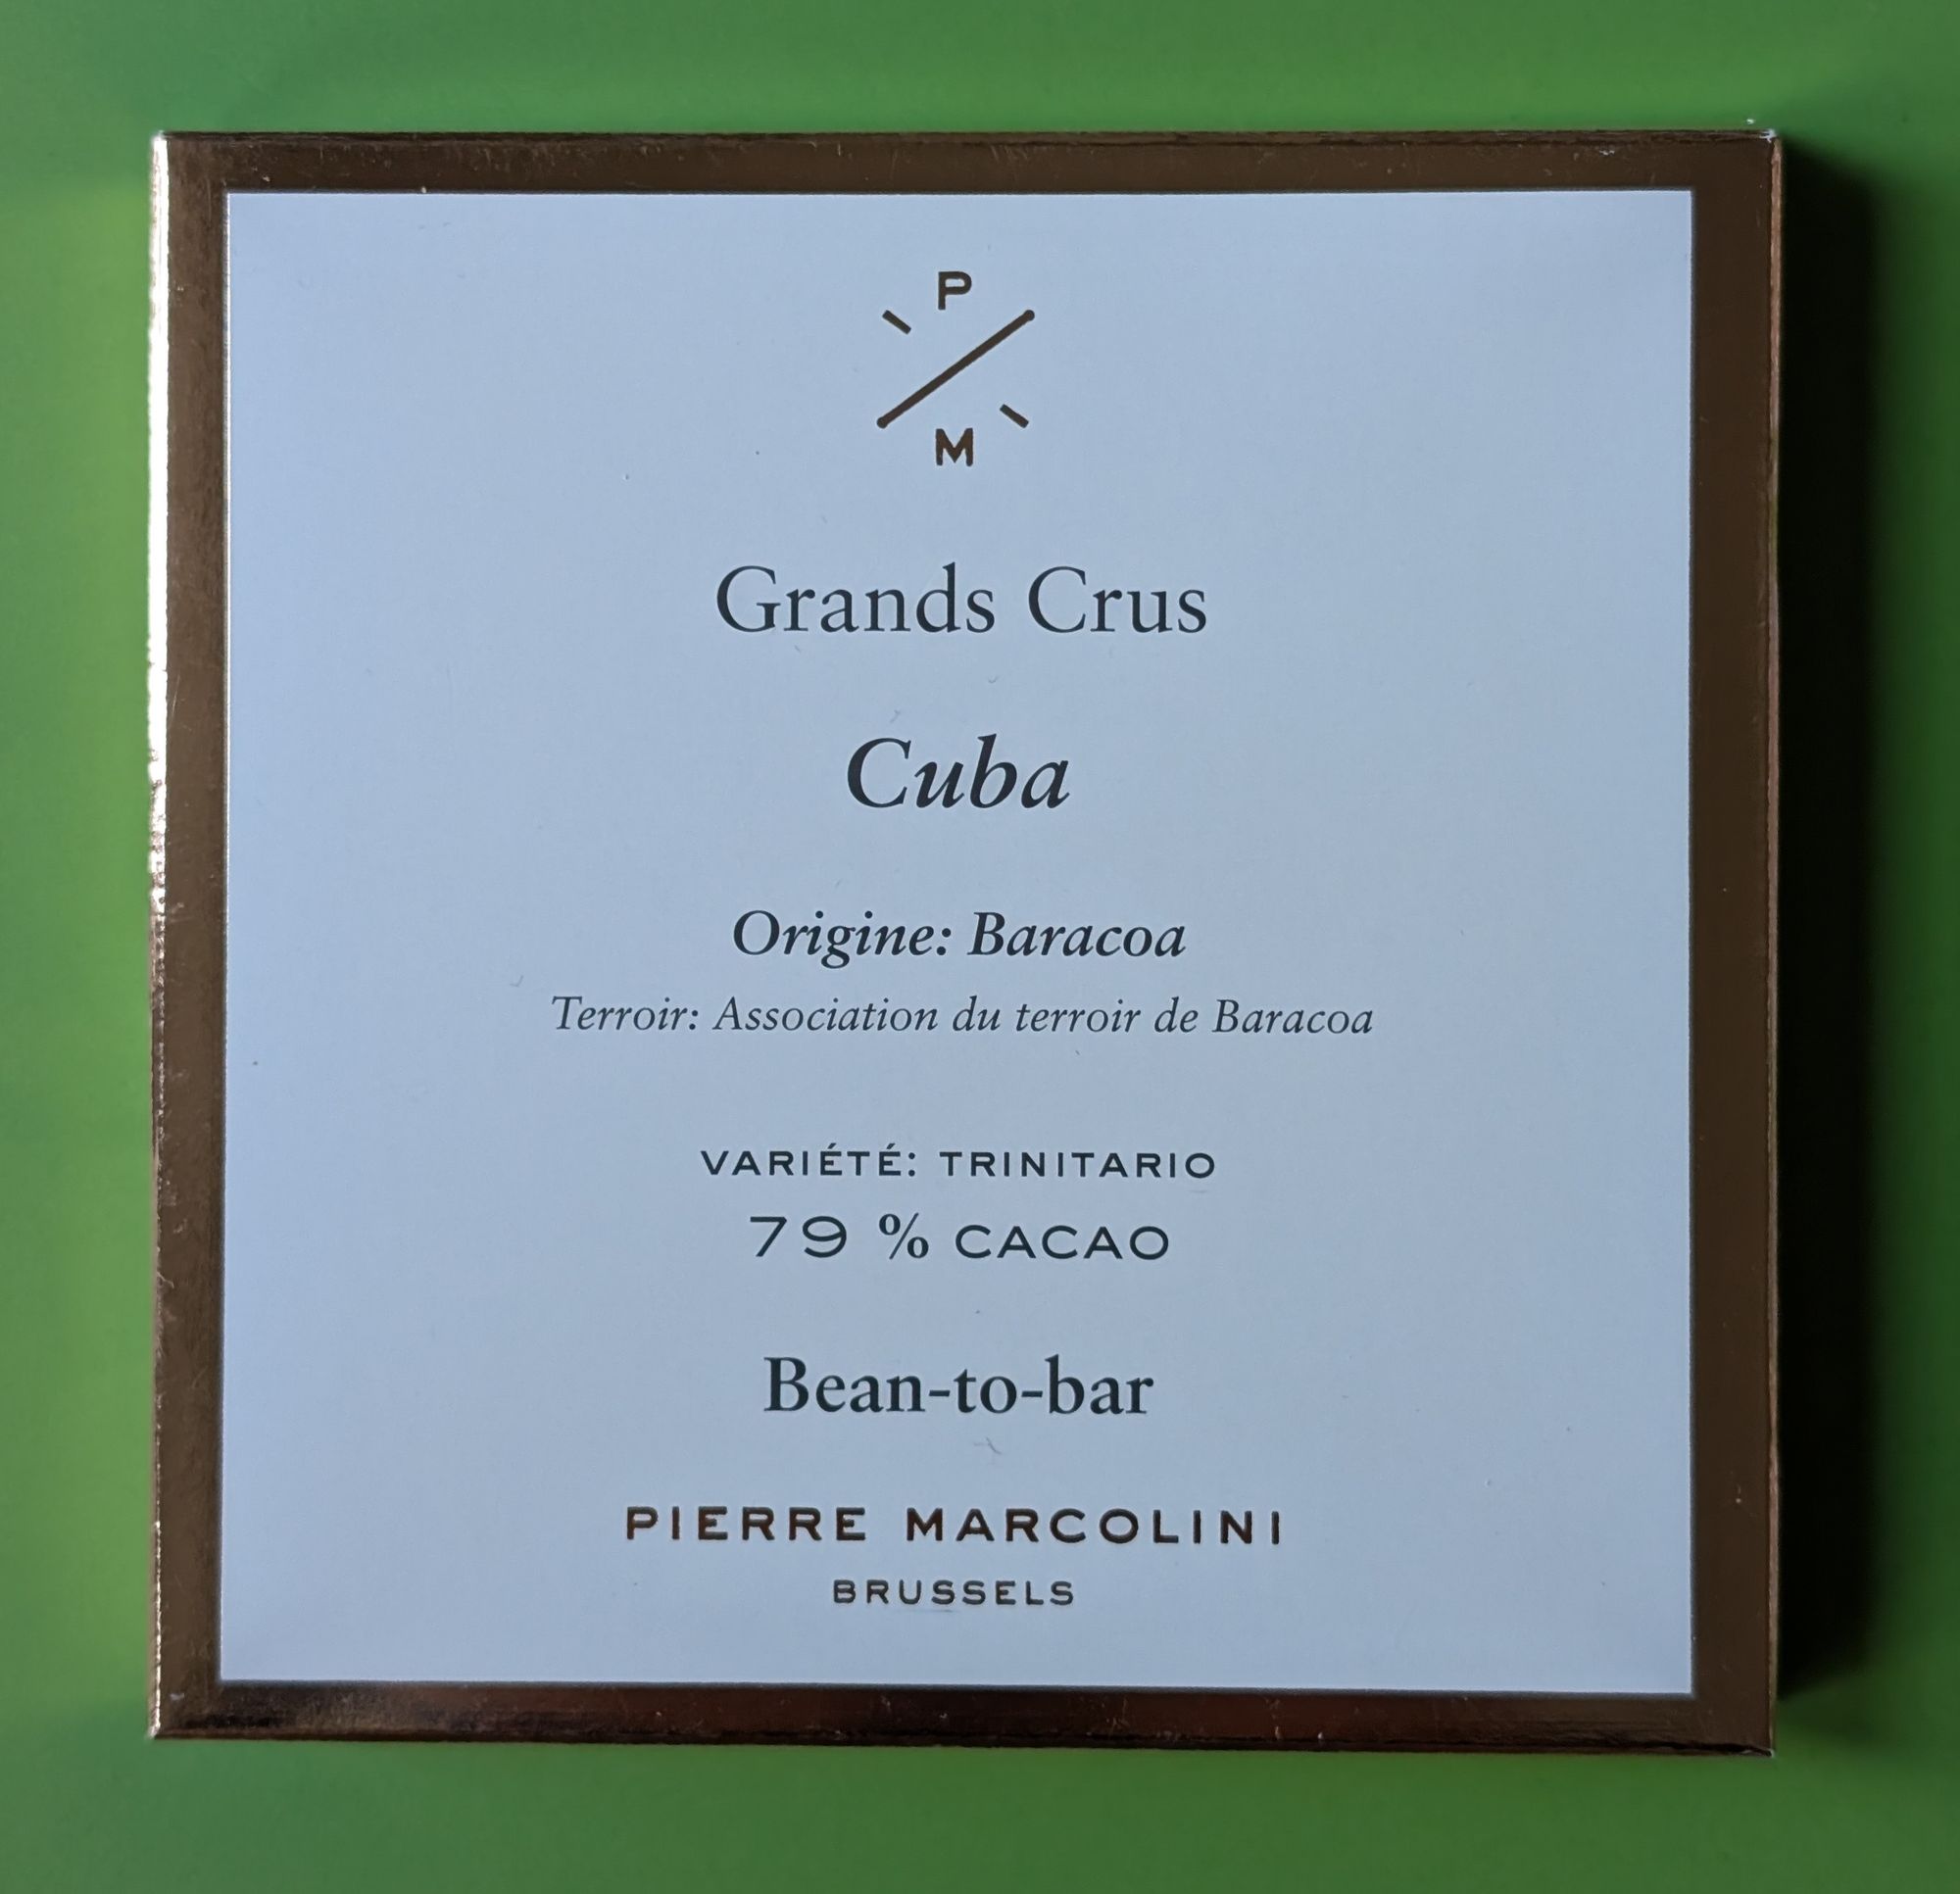 P
M
Grands Crus
Cuba
Origine: Baracoa
Terroir: Association du terroir de Baracoa
VARIÉTÉ: TRINITARIO
79 % CACAO
Bean-to-bar
PIERRE MARCOLINI
BRUSSELS